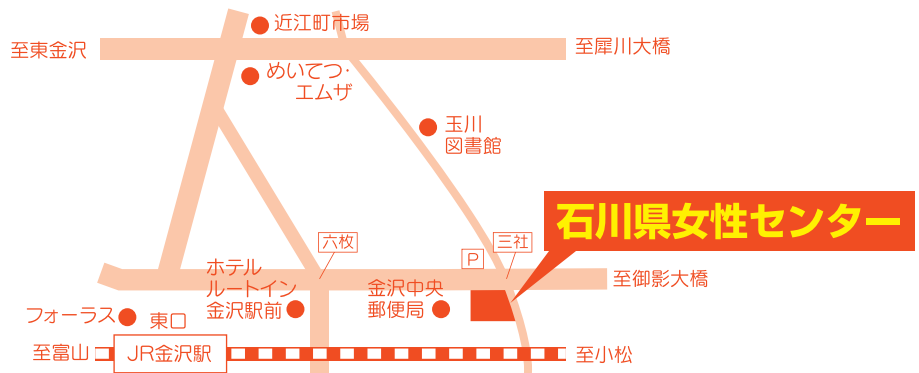 近江町市場
至東金沢
至犀川大橋
めいてつ・
エムザ
玉川
図書館
石川県女性センター
六枚
三社
P
ホテル
ルートイン
金沢駅前
金沢中央
郵便局
至御影大橋
フォーラス
東口
至富山
JR金沢駅
至小松